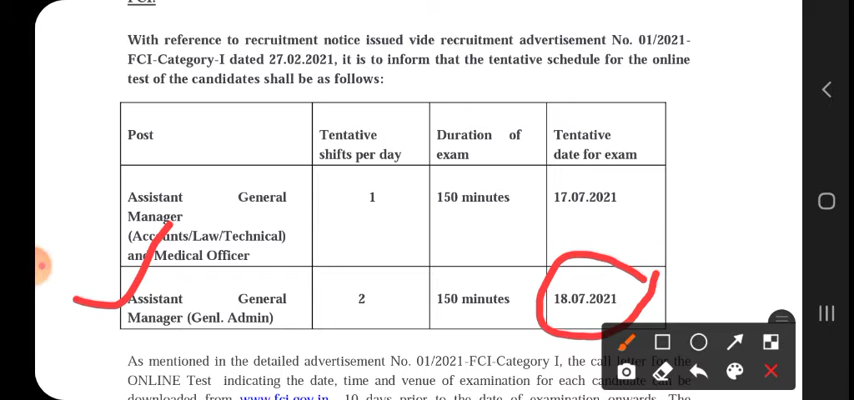 FCI.
With reference to recruitment notice issued vide recruitment advertisement No. 01/2021-
FCI-Category-I dated 27.02.2021, it is to inform that the tentative schedule for the online
test of the candidates shall be as follows:
Post
Tentative shifts per day
Duration of exam
Tentative date for exam
Assistant General
Manager
(Accounts/Law/Technical)
and Medical Officer
1
150 minutes
17.07.2021
Assistant General
Manager (Genl. Admin)
2
150 minutes
18.07.2021
As mentioned in the detailed advertisement No. 01/2021-FCI-Category I, the call letter for the
ONLINE Test indicating the date, time and venue of examination for each candidate can be
downloaded from www.fci.gov.in 10 days prior to the date of examination onwards. The